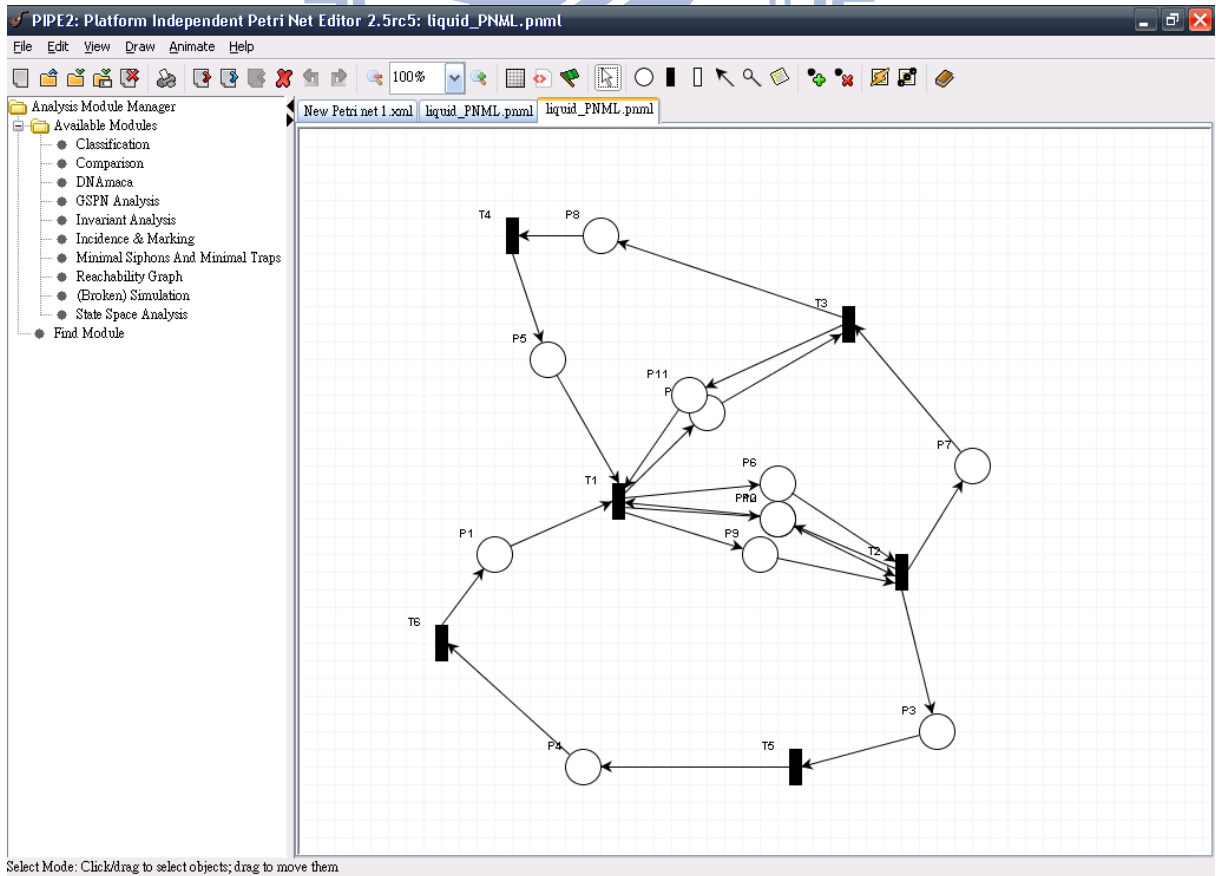 PIPE2: Platform Independent Petri Net Editor 2.5rc5: liquid_PNML.pnml
File Edit View Draw Animate Help
100%
Analysis Module Manager
Available Modules
Classification
Comparison
DNAmaca
GSPN Analysis
Invariant Analysis
Incidence & Marking
Minimal Siphons And Minimal Traps
Reachability Graph
(Broken) Simulation
State Space Analysis
Find Module
New Petri net 1.xml liquid_PNML.pnml liquid_PNML.pnml
T4 P8
T3
P5
P11
P7
P6
T1
P9
T2
P1
T6
P3
P4
T5
Select Mode: Click/drag to select objects; drag to move them